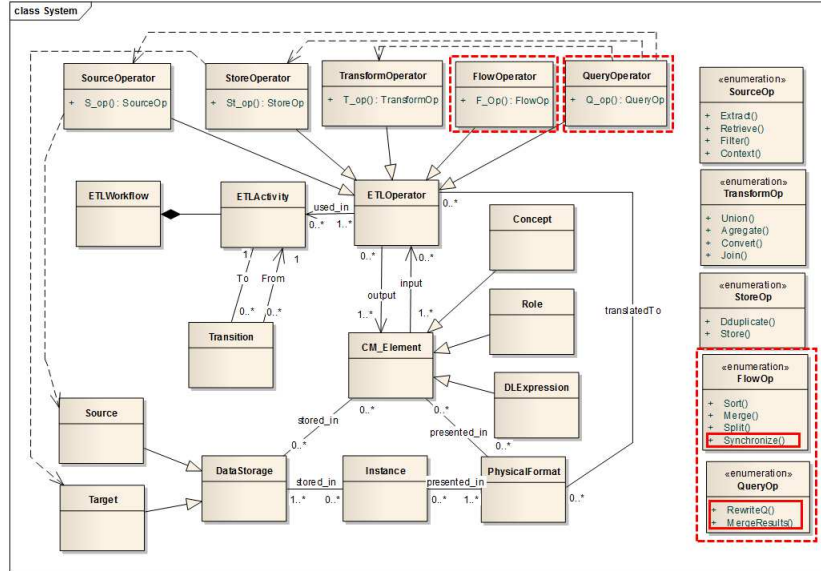 class System
SourceOperator
+ S_op() : SourceOp
StoreOperator
+ St_op() : StoreOp
TransformOperator
+ T_op() : TransformOp
FlowOperator
+ F_Op() : FlowOp
QueryOperator
+ Q_op() : QueryOp
«enumeration»
SourceOp
+ Extract()
+ Retrieve()
+ Filter()
+ Context()
ETLWorkflow
ETLActivity
used_in
0..*
1..*
ETLOperator
0..*
«enumeration»
TransformOp
+ Union()
+ Agregate()
+ Convert()
+ Join()
Concept
1
1
To
From
0..*
0..*
0..*
0..*
output
input
1..*
1..*
translatedTo
Role
Transition
CM_Element
«enumeration»
StoreOp
+ Dduplicate()
+ Store()
DLExpression
0..*
0..*
stored_in
presented_in
0..*
0..*
«enumeration»
FlowOp
+ Sort()
+ Merge()
+ Split()
+ Synchronize()
Source
Target
DataStorage
stored_in
1..*
0..*
Instance
presented_in
0..*
1..*
PhysicalFormat
0..*
«enumeration»
QueryOp
+ RewriteQ()
+ MergeResults()